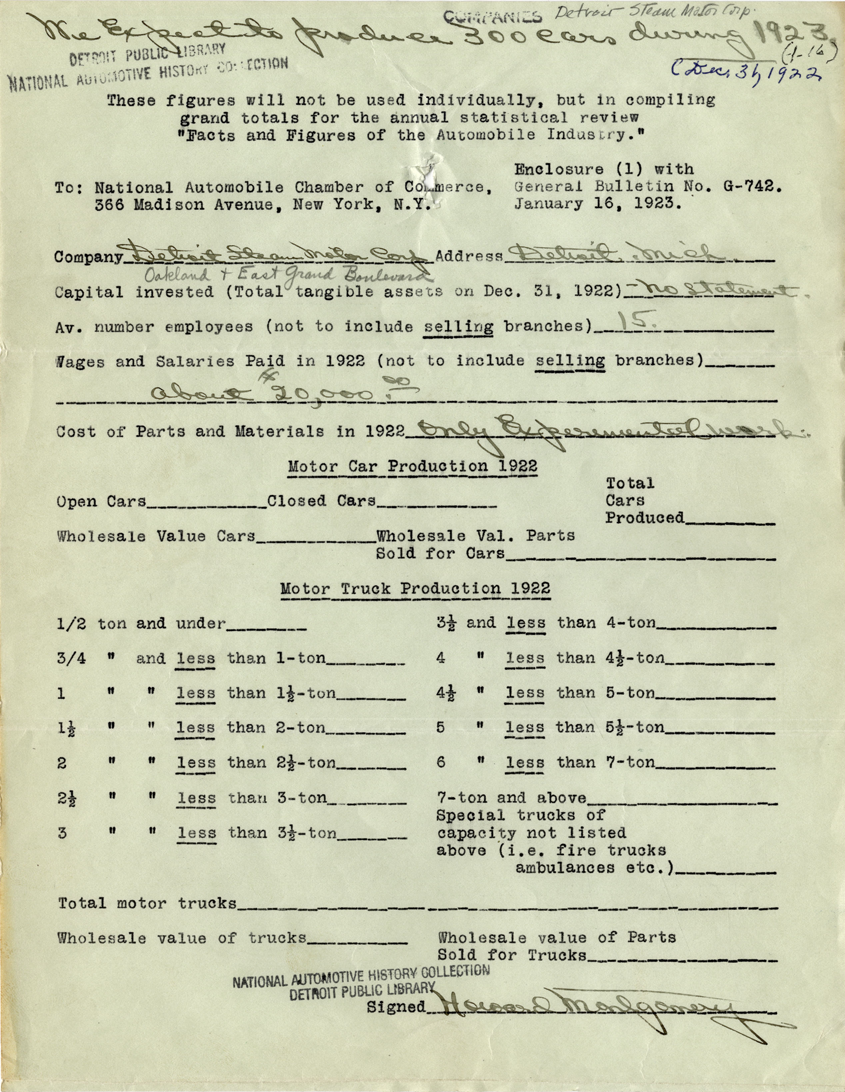 COMPANIES Detroit Steam Motor Corp.
We Expect to produce 300 cars during 1923.
(1-16)
DETROIT PUBLIC LIBRARY
NATIONAL AUTOMOTIVE HISTORY COLLECTION
(Dec. 31, 1922
These figures will not be used individually, but in compiling
grand totals for the annual statistical review
"Facts and Figures of the Automobile Industry."
Enclosure (1) with
To: National Automobile Chamber of Commerce, General Bulletin No. G-742.
366 Madison Avenue, New York, N.Y. January 16, 1923.
Company Detroit Steam Motor Corp. Address Detroit, Mich.
Oakland & East Grand Boulevard
Capital invested (Total tangible assets on Dec. 31, 1922) - No Statement.
Av. number employees (not to include selling branches) 15.
Wages and Salaries Paid in 1922 (not to include selling branches)
about $20,000.00
Cost of Parts and Materials in 1922 Only Experimental work.
Motor Car Production 1922
Total
Open Cars Closed Cars Cars
Produced
Wholesale Value Cars Wholesale Val. Parts
Sold for Cars
Motor Truck Production 1922
1/2 ton and under 3½ and less than 4-ton
3/4 " and less than 1-ton 4 " less than 4½-ton
1 " " less than 1½-ton 4½ " less than 5-ton
1½ " " less than 2-ton 5 " less than 5½-ton
2 " " less than 2½-ton 6 " less than 7-ton
2½ " " less than 3-ton 7-ton and above
Special trucks of
3 " " less than 3½-ton capacity not listed
above (i.e. fire trucks
ambulances etc.)
Total motor trucks
Wholesale value of trucks Wholesale value of Parts
Sold for Trucks
NATIONAL AUTOMOTIVE HISTORY COLLECTION
DETROIT PUBLIC LIBRARY
Signed Howard Montgomery